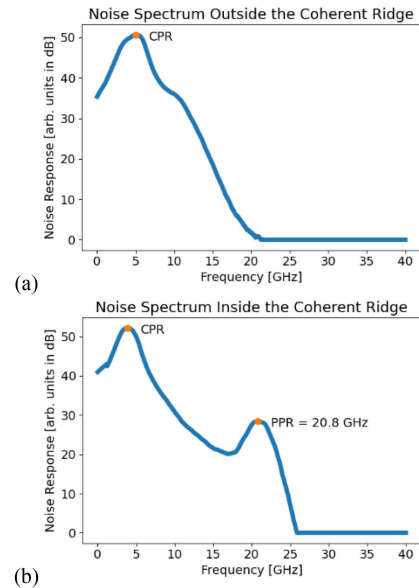 Noise Spectrum Outside the Coherent Ridge
Noise Response [arb. units in dB]
50
40
30
20
10
0
CPR
0 5 10 15 20 25 30 35 40
Frequency [GHz]
(a)
Noise Spectrum Inside the Coherent Ridge
Noise Response [arb. units in dB]
50
40
30
20
10
0
CPR
PPR = 20.8 GHz
0 5 10 15 20 25 30 35 40
Frequency [GHz]
(b)